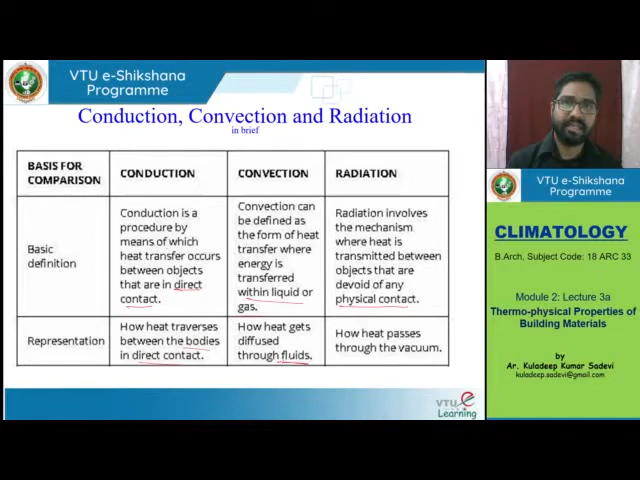 VTU e-Shikshana
Programme
Conduction, Convection and Radiation
in brief
BASIS FOR
COMPARISON
CONDUCTION
CONVECTION
RADIATION
Basic
definition
Conduction is a
procedure by
means of which
heat transfer occurs
between objects
that are in direct
contact.
Convection can
be defined as
the form of heat
transfer where
energy is
transferred
within liquid or
gas.
Radiation involves
the mechanism
where heat is
transmitted between
objects that are
devoid of any
physical contact.
Representation
How heat traverses
between the bodies
in direct contact.
How heat gets
diffused
through fluids.
How heat passes
through the vacuum.
VTU e
Learning
VTU e-Shikshana
Programme
CLIMATOLOGY
B.Arch, Subject Code: 18 ARC 33
Module 2: Lecture 3a
Thermo-physical Properties of
Building Materials
by
Ar. Kuladeep Kumar Sadevi
kuladeep.sadevi@gmail.com